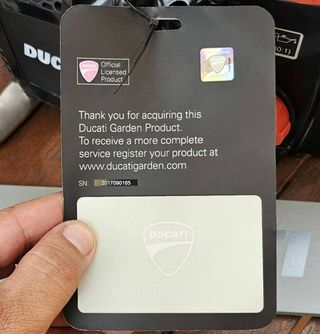 DUC
Official
Licensed
Product
Thank you for acquiring this
Ducati Garden Product.
To receive a more complete
service register your product at
www.ducatigarden.com
SN: 2017090165
DUCATI
DUCATI GARDEN